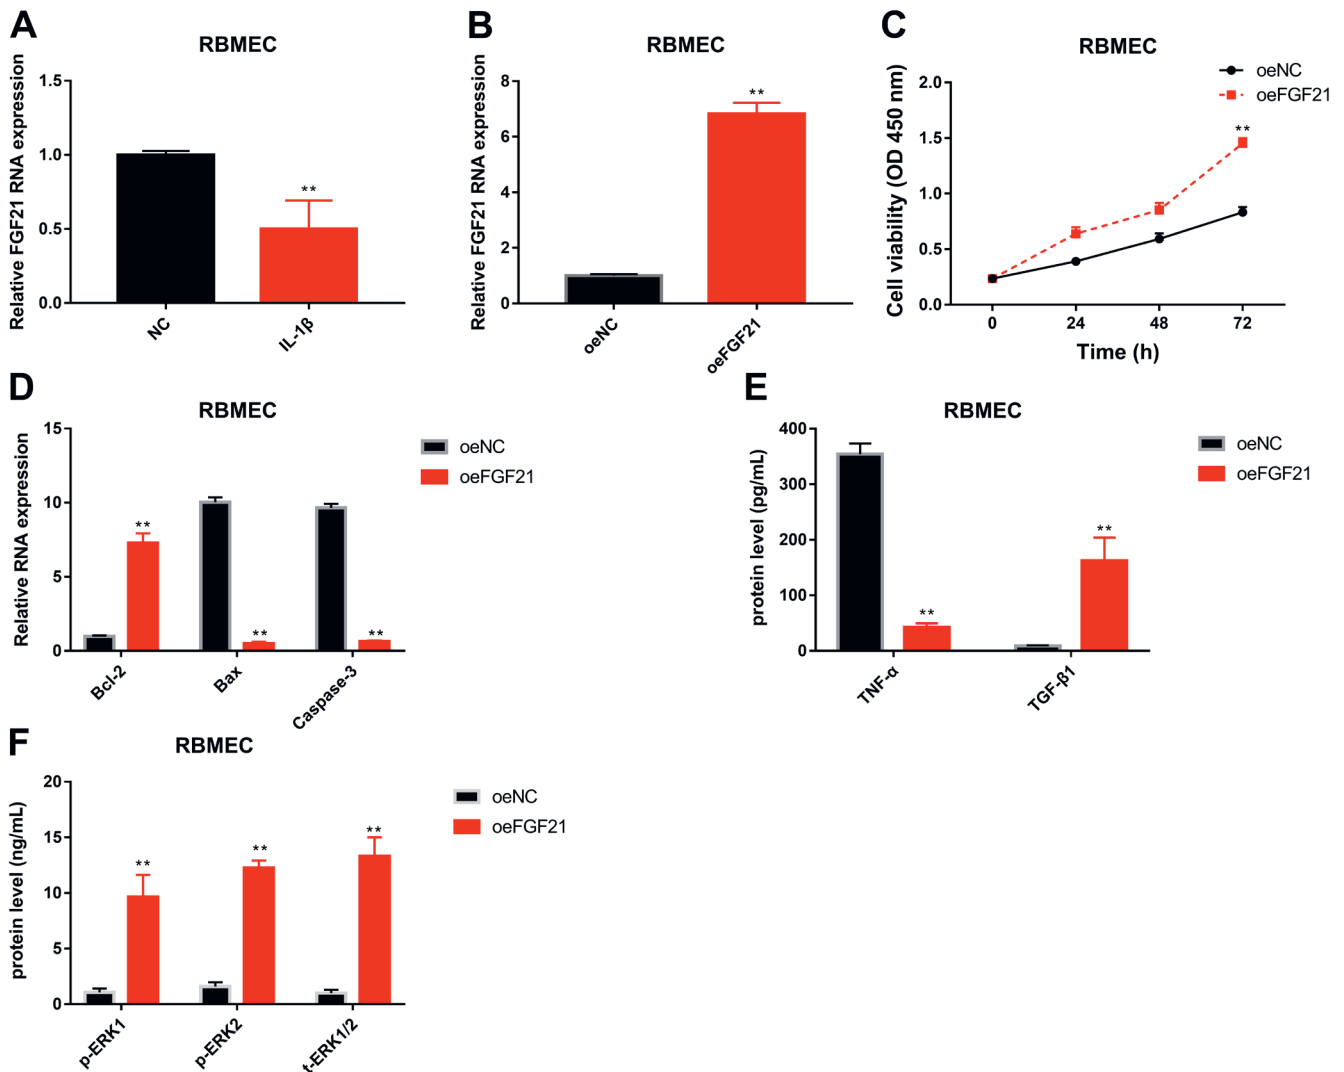 A
RBMEC
Relative FGF21 RNA expression
1.5
1.0
0.5
0.0
**
NC
IL-1β
B
RBMEC
Relative FGF21 RNA expression
8
6
4
2
0
**
oeNC
oeFGF21
C
RBMEC
Cell viability (OD 450 nm)
2.0
1.5
1.0
0.5
0.0
oeNC
oeFGF21
**
0
24
48
72
Time (h)
D
RBMEC
Relative RNA expression
15
10
5
0
**
**
**
Bcl-2
Bax
Caspase-3
oeNC
oeFGF21
E
RBMEC
protein level (pg/mL)
400
300
200
100
0
**
**
TNF-α
TGF-β1
oeNC
oeFGF21
F
RBMEC
protein level (ng/mL)
20
15
10
5
0
**
**
**
p-ERK1
p-ERK2
t-ERK1/2
oeNC
oeFGF21